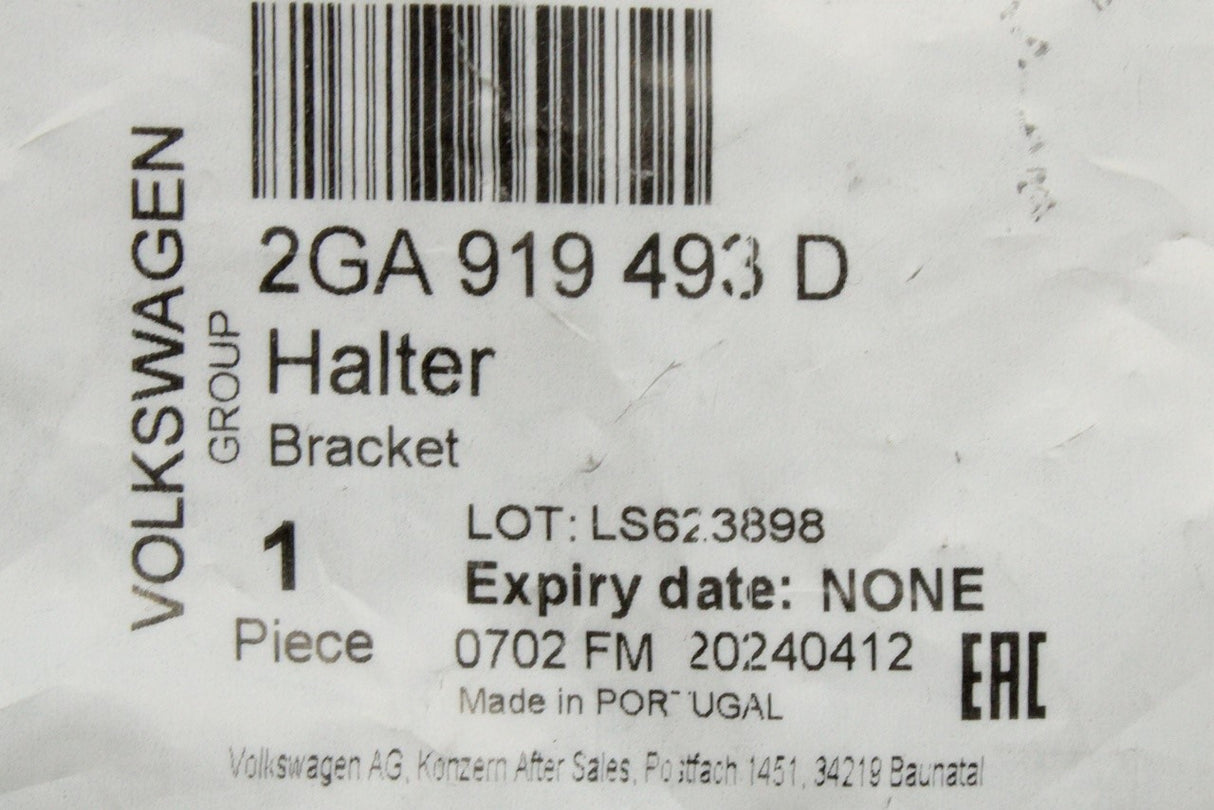 VOLKSWAGEN
GROUP
2GA 919 493 D
Halter
Bracket
1
Piece
LOT: LS623898
Expiry date: NONE
0702 FM 20240412
Made in PORTUGAL
EAC
Volkswagen AG, Konzern After Sales, Postfach 1451, 34219 Baunatal